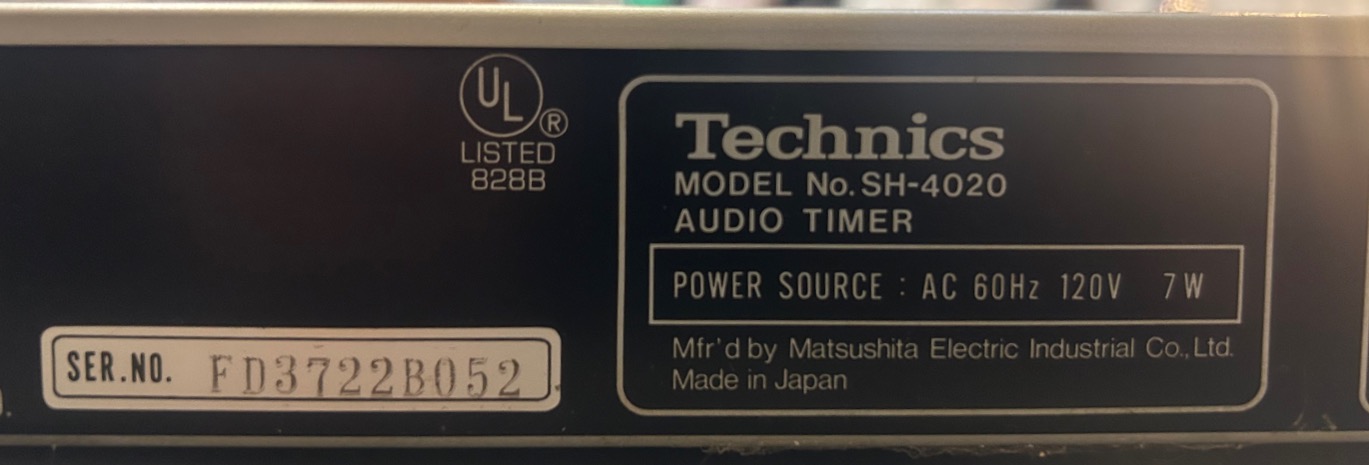 UL®
LISTED
828B
SER.NO. FD3722B052
Technics
MODEL No. SH-4020
AUDIO TIMER
POWER SOURCE : AC 60Hz 120V 7W
Mfr'd by Matsushita Electric Industrial Co., Ltd.
Made in Japan